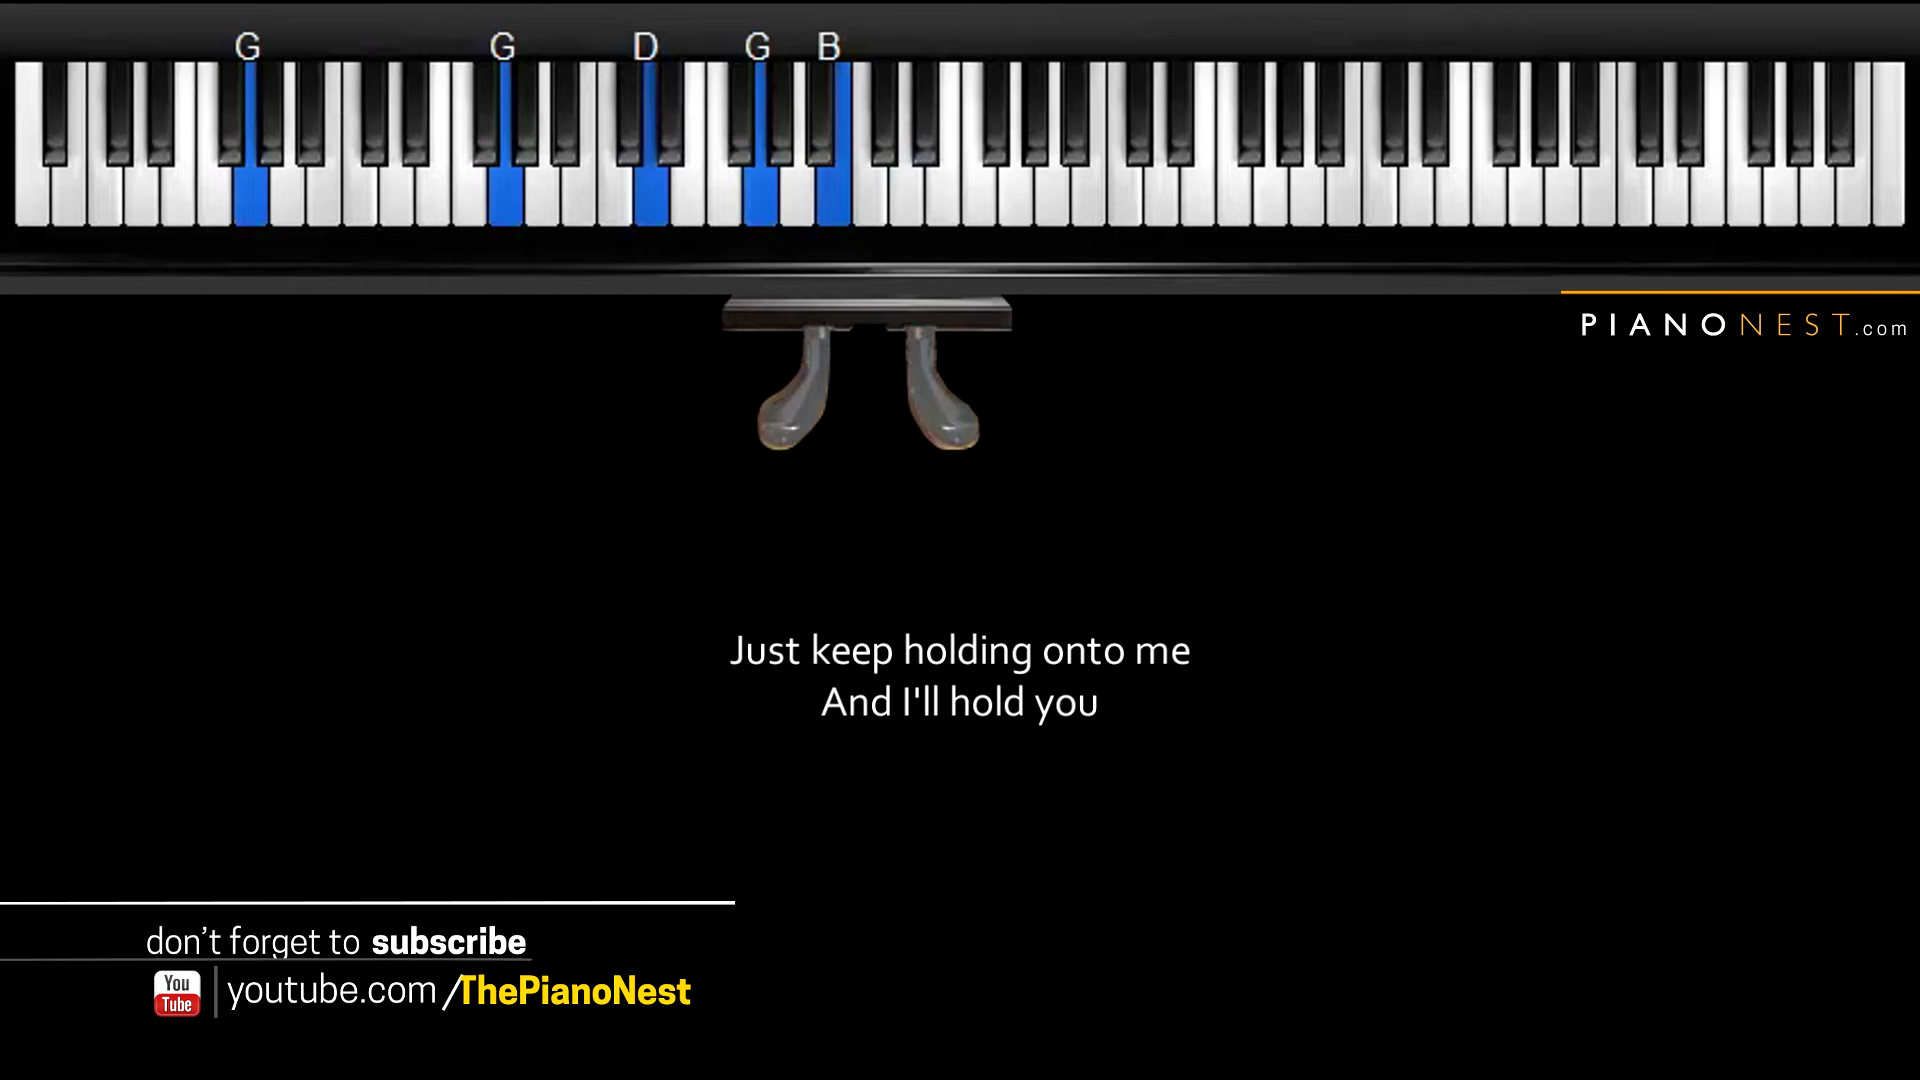 G G D G B
PIANONEST.com
Just keep holding onto me
And I'll hold you
don't forget to subscribe
You
Tube
youtube.com/ThePianoNest